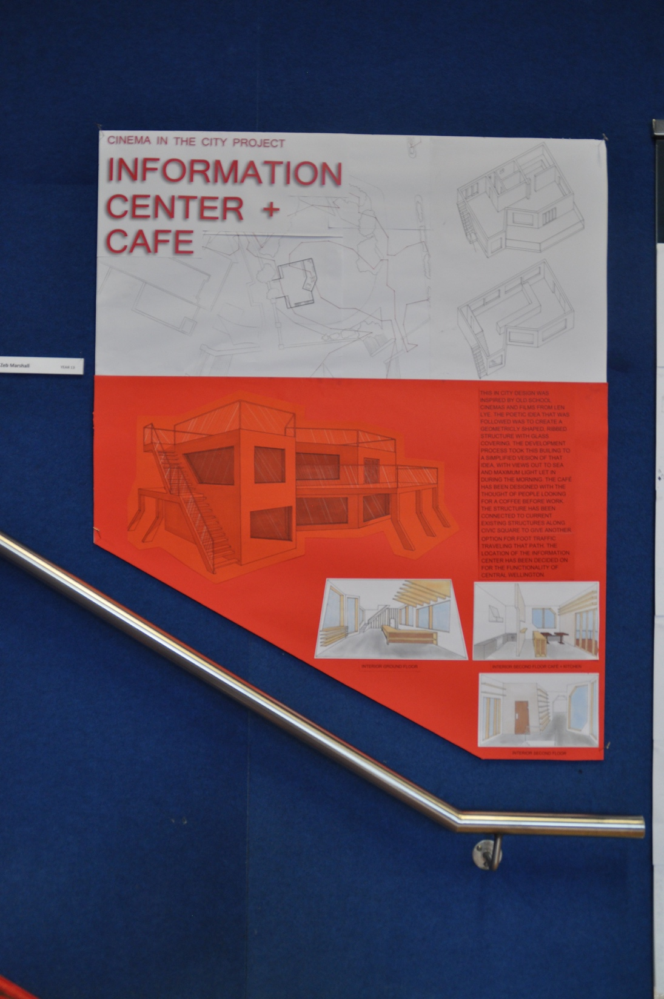 CINEMA IN THE CITY PROJECT
INFORMATION
CENTER +
CAFE
Zeb Marshall YEAR 13
THIS IN CITY DESIGN WAS
INSPIRED BY OLD SCHOOL
CINEMAS AND FILMS FROM LEN
LYE. THE POETIC IDEA THAT WAS
FOLLOWED WAS TO CREATE A
GEOMETRICLY SHAPED, RIBBED
STRUCTURE WITH GLASS
COVERING. THE DEVELOPMENT
PROCESS TOOK THIS BUILING TO
A SIMPLIFIED VESION OF THAT
IDEA, WITH VIEWS OUT TO SEA
AND MAXIMUM LIGHT LET IN
DURING THE MORNING. THE CAFÉ
HAS BEEN DESIGNED WITH THE
THOUGHT OF PEOPLE LOOKING
FOR A COFFEE BEFORE WORK.
THE STRUCTURE HAS BEEN
CONNECTED TO CURRENT
EXISTING STRUCTURES ALONG
CIVIC SQUARE TO GIVE ANOTHER
OPTION FOR FOOT TRAFFIC
TRAVELING THAT PATH. THE
LOCATION OF THE INFORMATION
CENTER HAS BEEN DECIDED ON
FOR THE FUNCTIONALITY OF
CENTRAL WELLINGTON.
INTERIOR GROUND FLOOR
INTERIOR SECOND FLOOR CAFÉ + KITCHEN
INTERIOR SECOND FLOOR